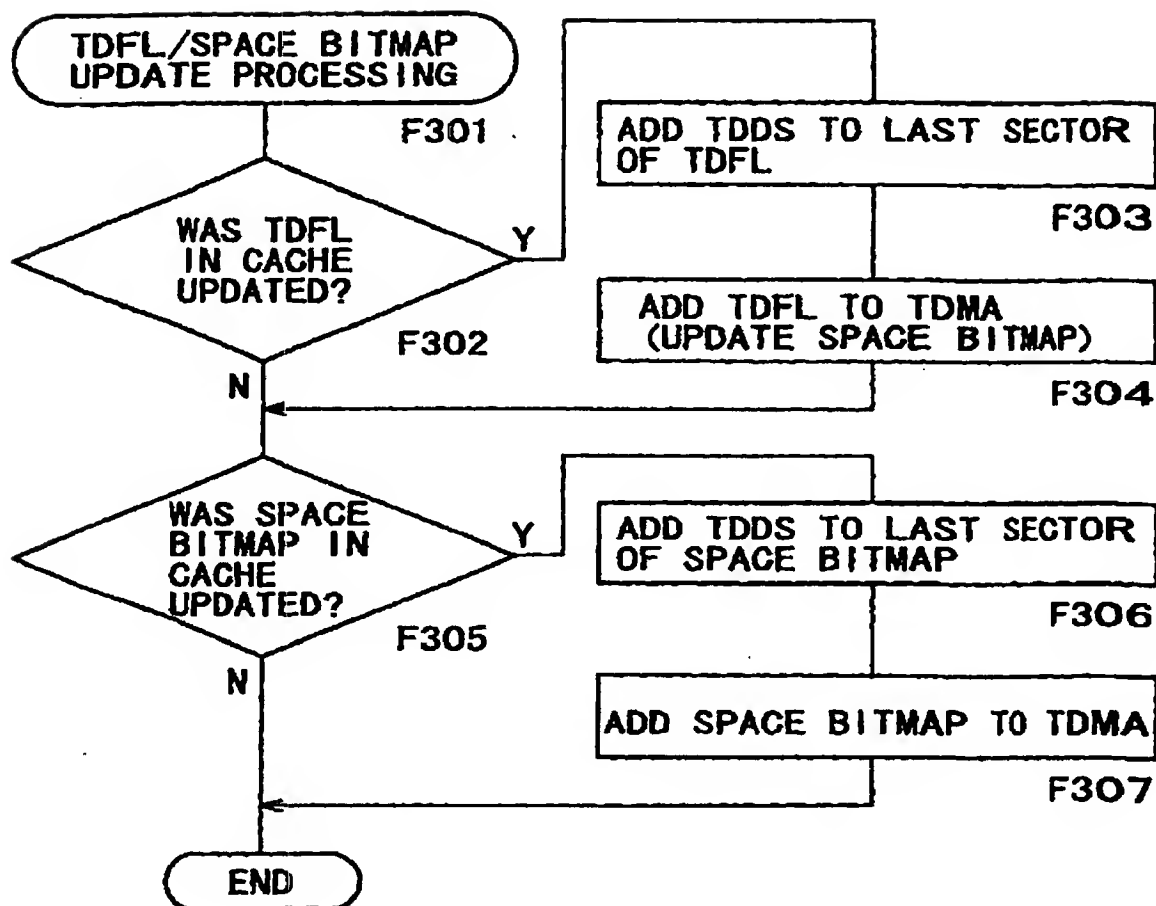 TDFL/SPACE BITMAP
UPDATE PROCESSING
F301
WAS TDFL
IN CACHE
UPDATED?
Y
F302
N
ADD TDDS TO LAST SECTOR
OF TDFL
F303
ADD TDFL TO TDMA
(UPDATE SPACE BITMAP)
F304
WAS SPACE
BITMAP IN
CACHE
UPDATED?
Y
F305
N
ADD TDDS TO LAST SECTOR
OF SPACE BITMAP
F306
ADD SPACE BITMAP TO TDMA
F307
END